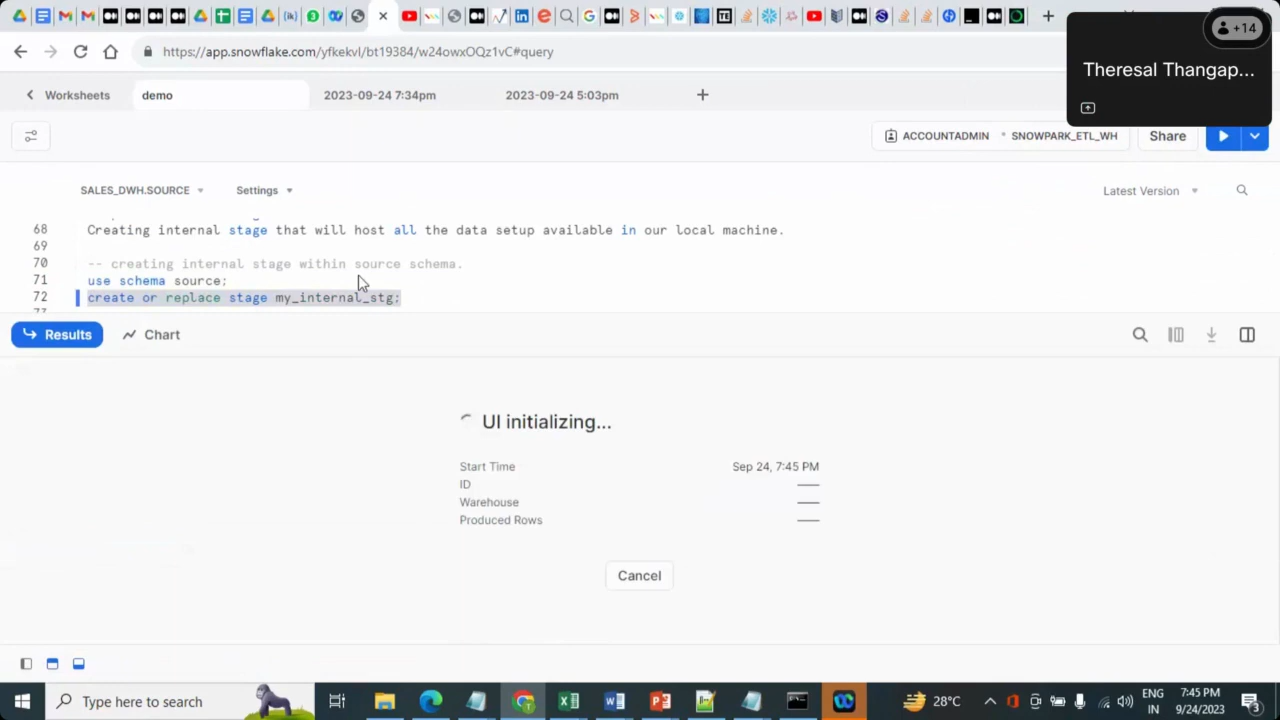 https://app.snowflake.com/yfkekvl/bt19384/w24owxOQz1vC#query
+14
Theresal Thangap...
Worksheets
demo
2023-09-24 7:34pm
2023-09-24 5:03pm
ACCOUNTADMIN
SNOWPARK_ETL_WH
Share
SALES_DWH.SOURCE
Settings
Latest Version
68 Creating internal stage that will host all the data setup available in our local machine.
69
70 -- creating internal stage within source schema.
71 use schema source;
72 create or replace stage my_internal_stg;
Results
Chart
UI initializing...
Start Time Sep 24, 7:45 PM
ID
Warehouse
Produced Rows
Cancel
Type here to search
28°C
ENG
IN
7:45 PM
9/24/2023
3